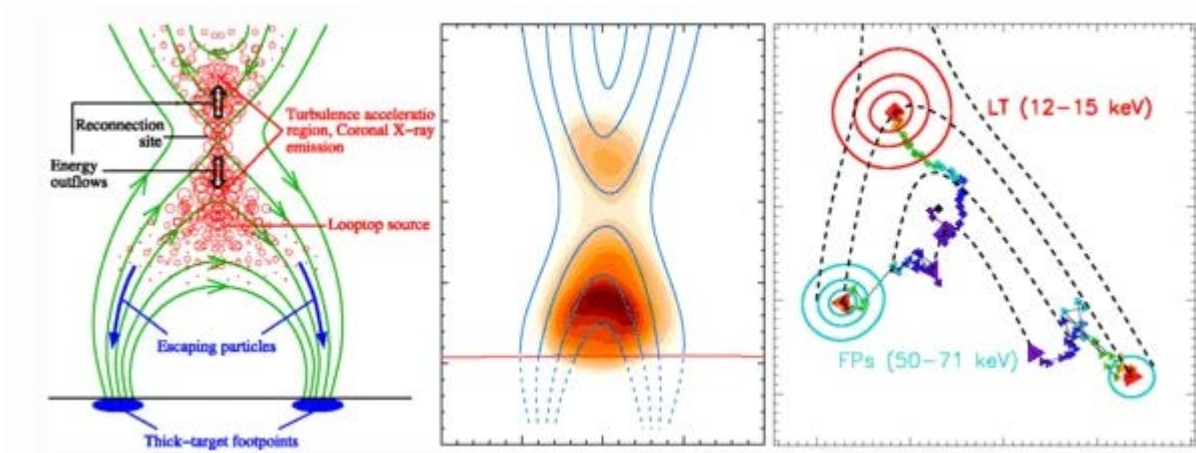 Reconnection
site
Energy
outflows
Turbulence acceleratio
region, Coronal X-ray
emission
Looptop source
Escaping particles
Thick-target footpoints
LT (12-15 keV)
FPs (50-71 keV)